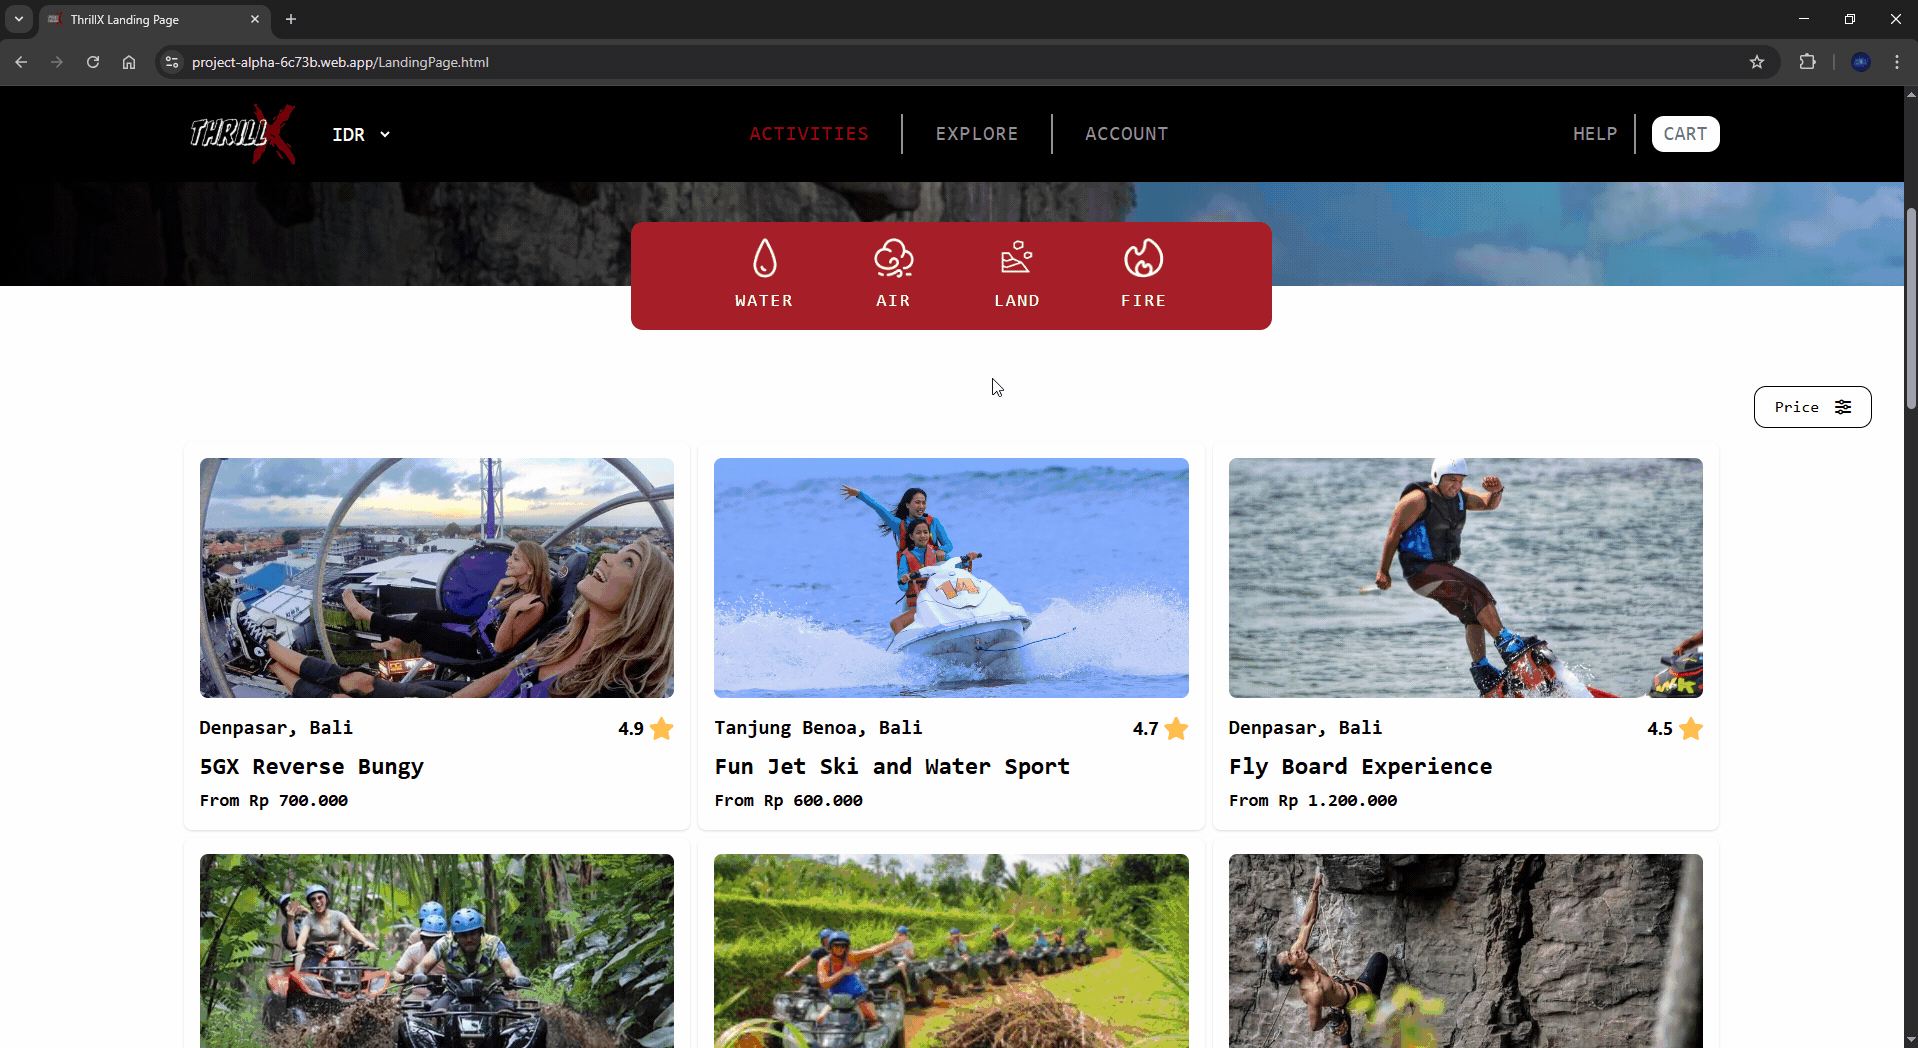 ThrillX Landing Page
project-alpha-6c73b.web.app/LandingPage.html
THRILLX
IDR
ACTIVITIES
EXPLORE
ACCOUNT
HELP
CART
WATER
AIR
LAND
FIRE
Price
Denpasar, Bali
4.9
5GX Reverse Bungy
From Rp 700.000
Tanjung Benoa, Bali
4.7
Fun Jet Ski and Water Sport
From Rp 600.000
Denpasar, Bali
4.5
Fly Board Experience
From Rp 1.200.000